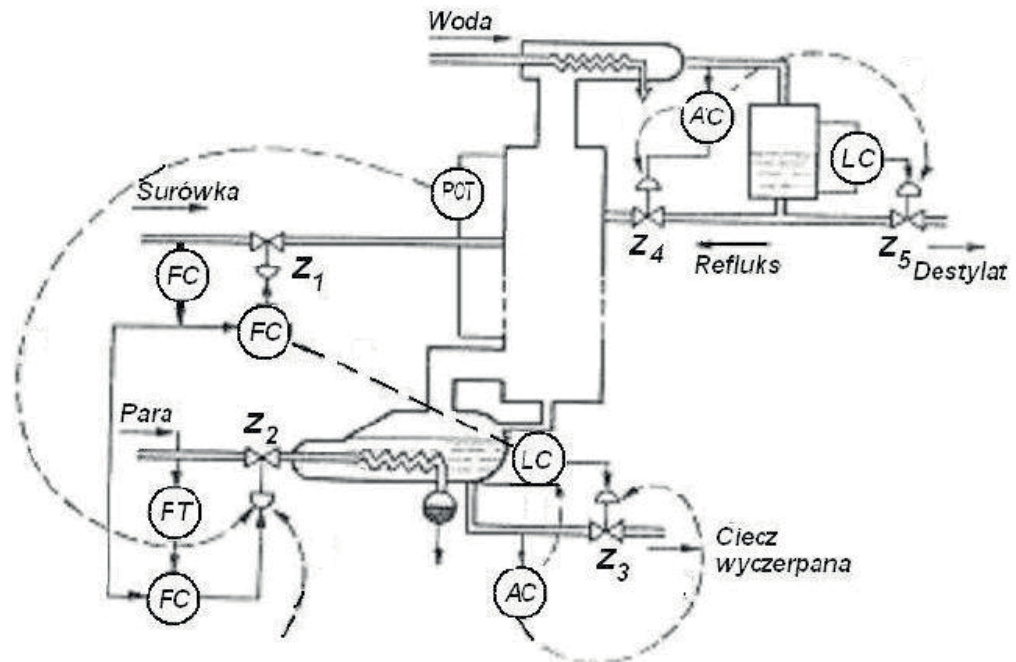 Woda
AC
LC
POT
Surówka
Z4
Z5
Refluks
Destylat
FC
Z1
FC
Para
Z2
LC
FT
Z3
Ciecz
wyczerpana
FC
AC